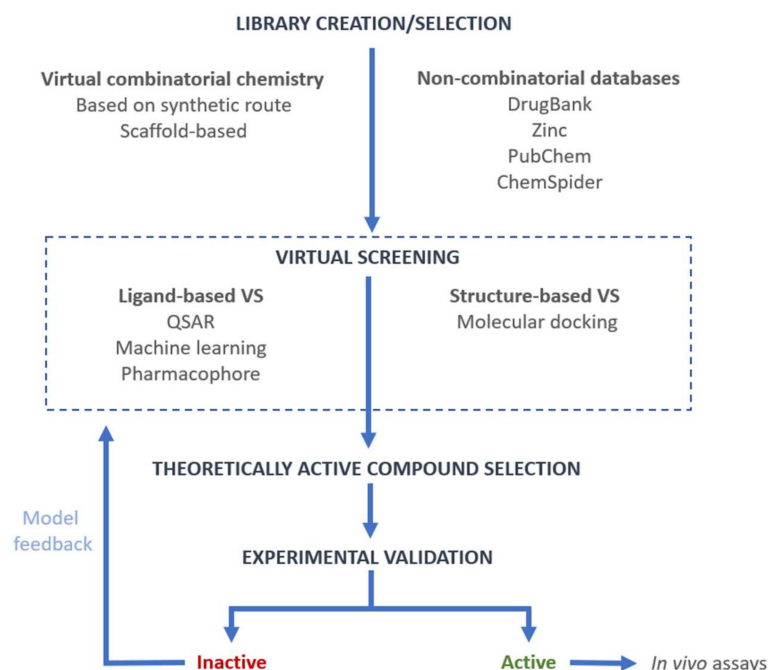 LIBRARY CREATION/SELECTION
Virtual combinatorial chemistry
Based on synthetic route
Scaffold-based
Non-combinatorial databases
DrugBank
Zinc
PubChem
ChemSpider
VIRTUAL SCREENING
Ligand-based VS
QSAR
Machine learning
Pharmacophore
Structure-based VS
Molecular docking
THEORETICALLY ACTIVE COMPOUND SELECTION
Model
feedback
EXPERIMENTAL VALIDATION
Inactive
Active
In vivo assays